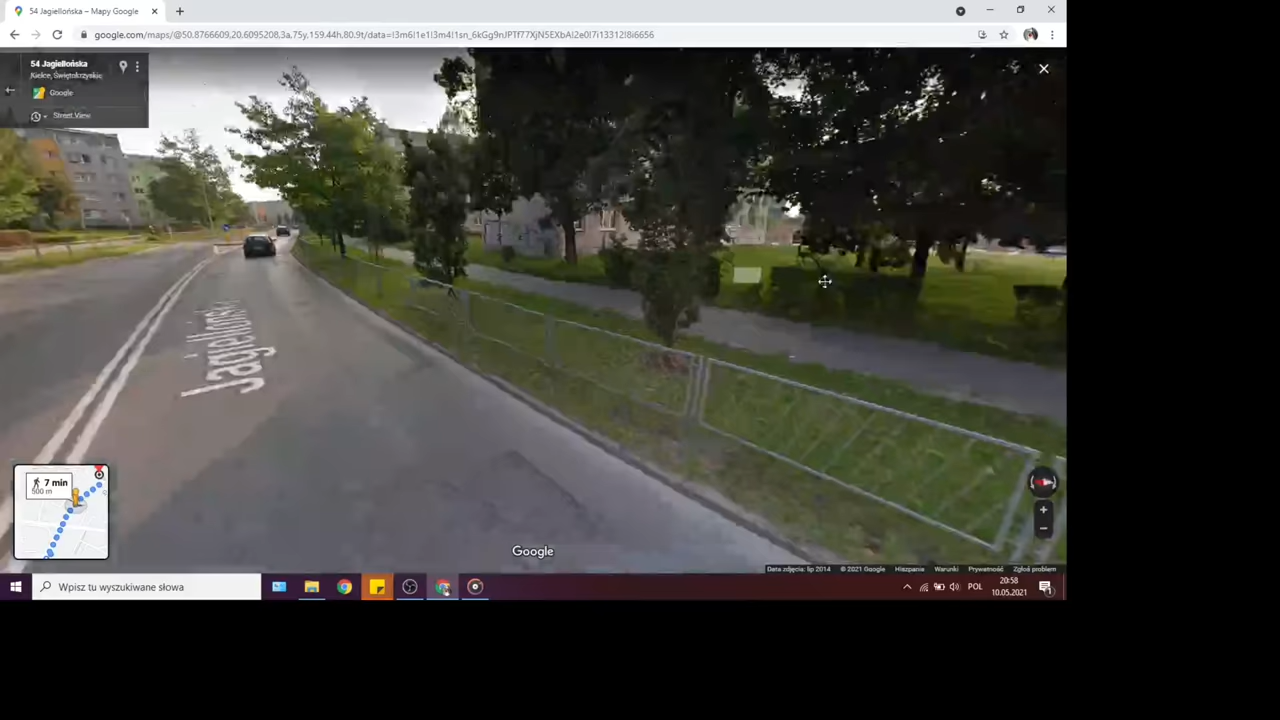 54 Jagiellońska – Mapy Google
google.com/maps/@50.8766609,20.6095208,3a,75y,159.44h,80.9t/data=!3m6!1e1!3m4!1sn_6kGg9nJPTf77XjN5EXbAI2e0!7i13312!8i6656
54 Jagiellońska
Kielce, Świętokrzyskie
Google
Street View
Jagiellońska
7 min
500 m
Google
Data zdjęcia: lip 2014 © 2021 Google Hiszpania Warunki Prywatność Zgłoś problem
Wpisz tu wyszukiwane słowa
POL
20:58
10.05.2021
1